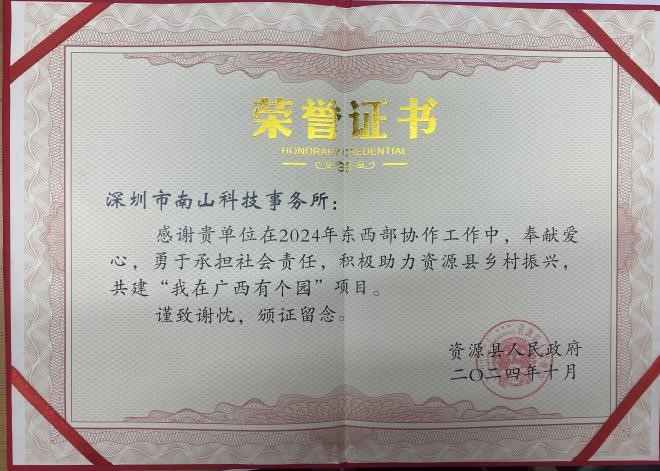 荣誉证书
HONORARY CREDENTIAL
深圳市南山科技事务所：
感谢贵单位在2024年东西部协作工作中，奉献爱
心，勇于承担社会责任，积极助力资源县乡村振兴，
共建“我在广西有个园”项目。
谨致谢忱，颁证留念。
资源县人民政府
二〇二四年十月